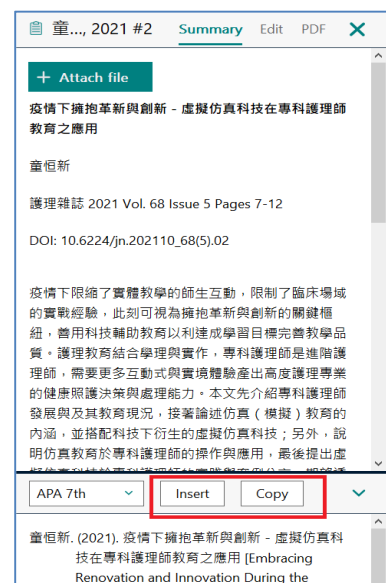 童..., 2021 #2 Summary Edit PDF
+ Attach file
疫情下擁抱革新與創新 - 虛擬仿真科技在專科護理師
教育之應用
童恒新
護理雜誌 2021 Vol. 68 Issue 5 Pages 7-12
DOI: 10.6224/jn.202110_68(5).02
疫情下限縮了實體教學的師生互動，限制了臨床場域
的實戰經驗，此刻可視為擁抱革新與創新的關鍵樞
紐，善用科技輔助教育以利達成學習目標完善教學品
質。護理教育結合學理與實作，專科護理師是進階護
理師，需要更多互動式與實境體驗產出高度護理專業
的健康照護決策與處理能力。本文先介紹專科護理師
發展與及其教育現況，接著論述仿真（模擬）教育的
內涵，並搭配科技下衍生的虛擬仿真科技；另外，說
明仿真教育於專科護理師的操作與應用，最後提出虛
APA 7th Insert Copy
童恒新. (2021). 疫情下擁抱革新與創新 - 虛擬仿真科
技在專科護理師教育之應用 [Embracing
Renovation and Innovation During the